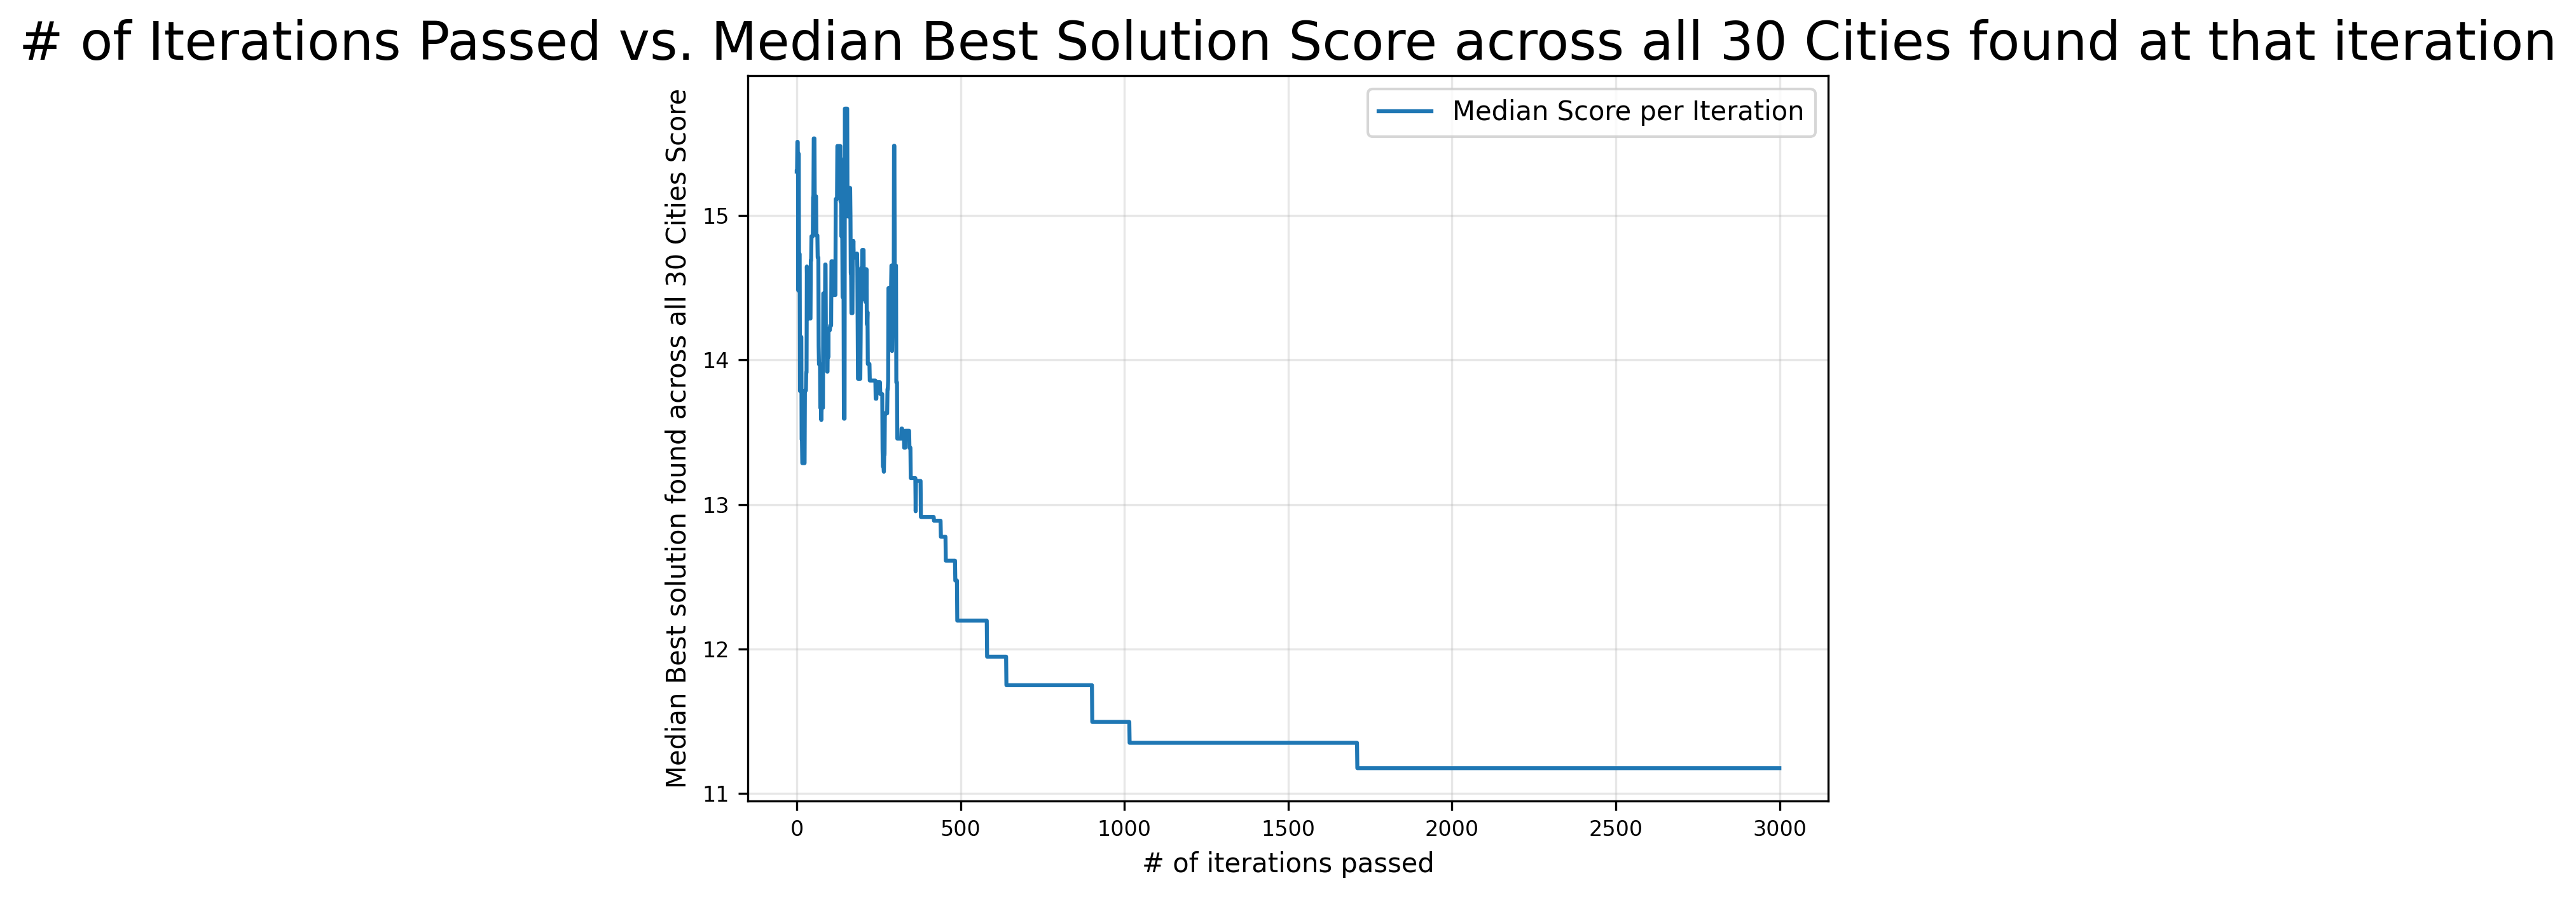 # of Iterations Passed vs. Median Best Solution Score across all 30 Cities found at that iteration
Median Score per Iteration
Median Best solution found across all 30 Cities Score
15
14
13
12
11
0 500 1000 1500 2000 2500 3000
# of iterations passed